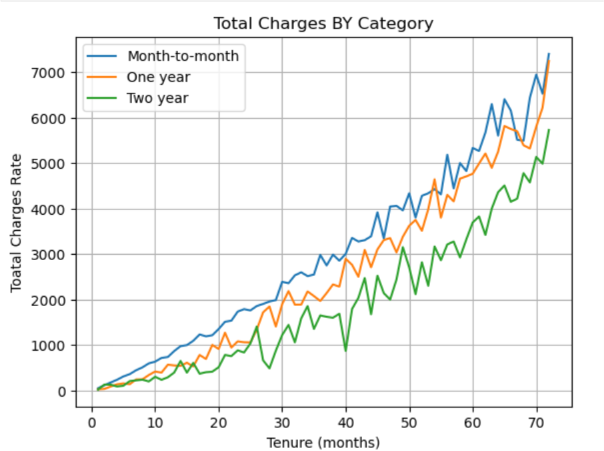 Total Charges BY Category
Month-to-month
One year
Two year
7000
6000
5000
4000
3000
2000
1000
0
Toatal Charges Rate
0 10 20 30 40 50 60 70
Tenure (months)